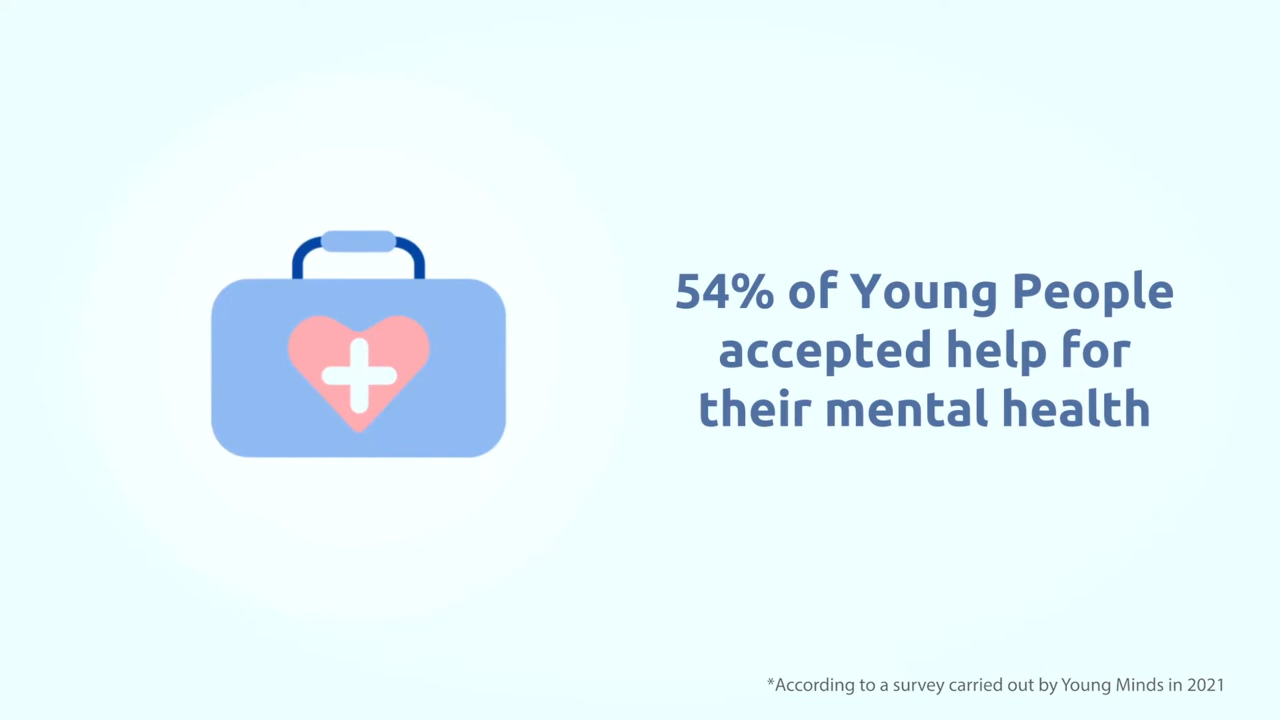 54% of Young People
accepted help for
their mental health
*According to a survey carried out by Young Minds in 2021